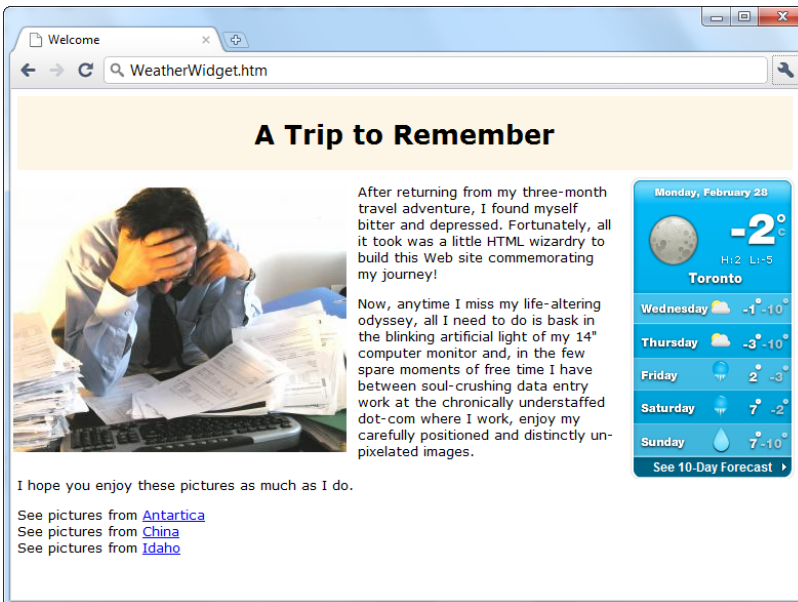 Welcome
WeatherWidget.htm
A Trip to Remember
After returning from my three-month
travel adventure, I found myself
bitter and depressed. Fortunately, all
it took was a little HTML wizardry to
build this Web site commemorating
my journey!
Now, anytime I miss my life-altering
odyssey, all I need to do is bask in
the blinking artificial light of my 14"
computer monitor and, in the few
spare moments of free time I have
between soul-crushing data entry
work at the chronically understaffed
dot-com where I work, enjoy my
carefully positioned and distinctly un-
pixelated images.
Monday, February 28
-2° C
H:2 L:-5
Toronto
Wednesday -1° -10°
Thursday -3° -10°
Friday 2° -3°
Saturday 7° -2°
Sunday 7° -10°
See 10-Day Forecast
I hope you enjoy these pictures as much as I do.
See pictures from Antartica
See pictures from China
See pictures from Idaho